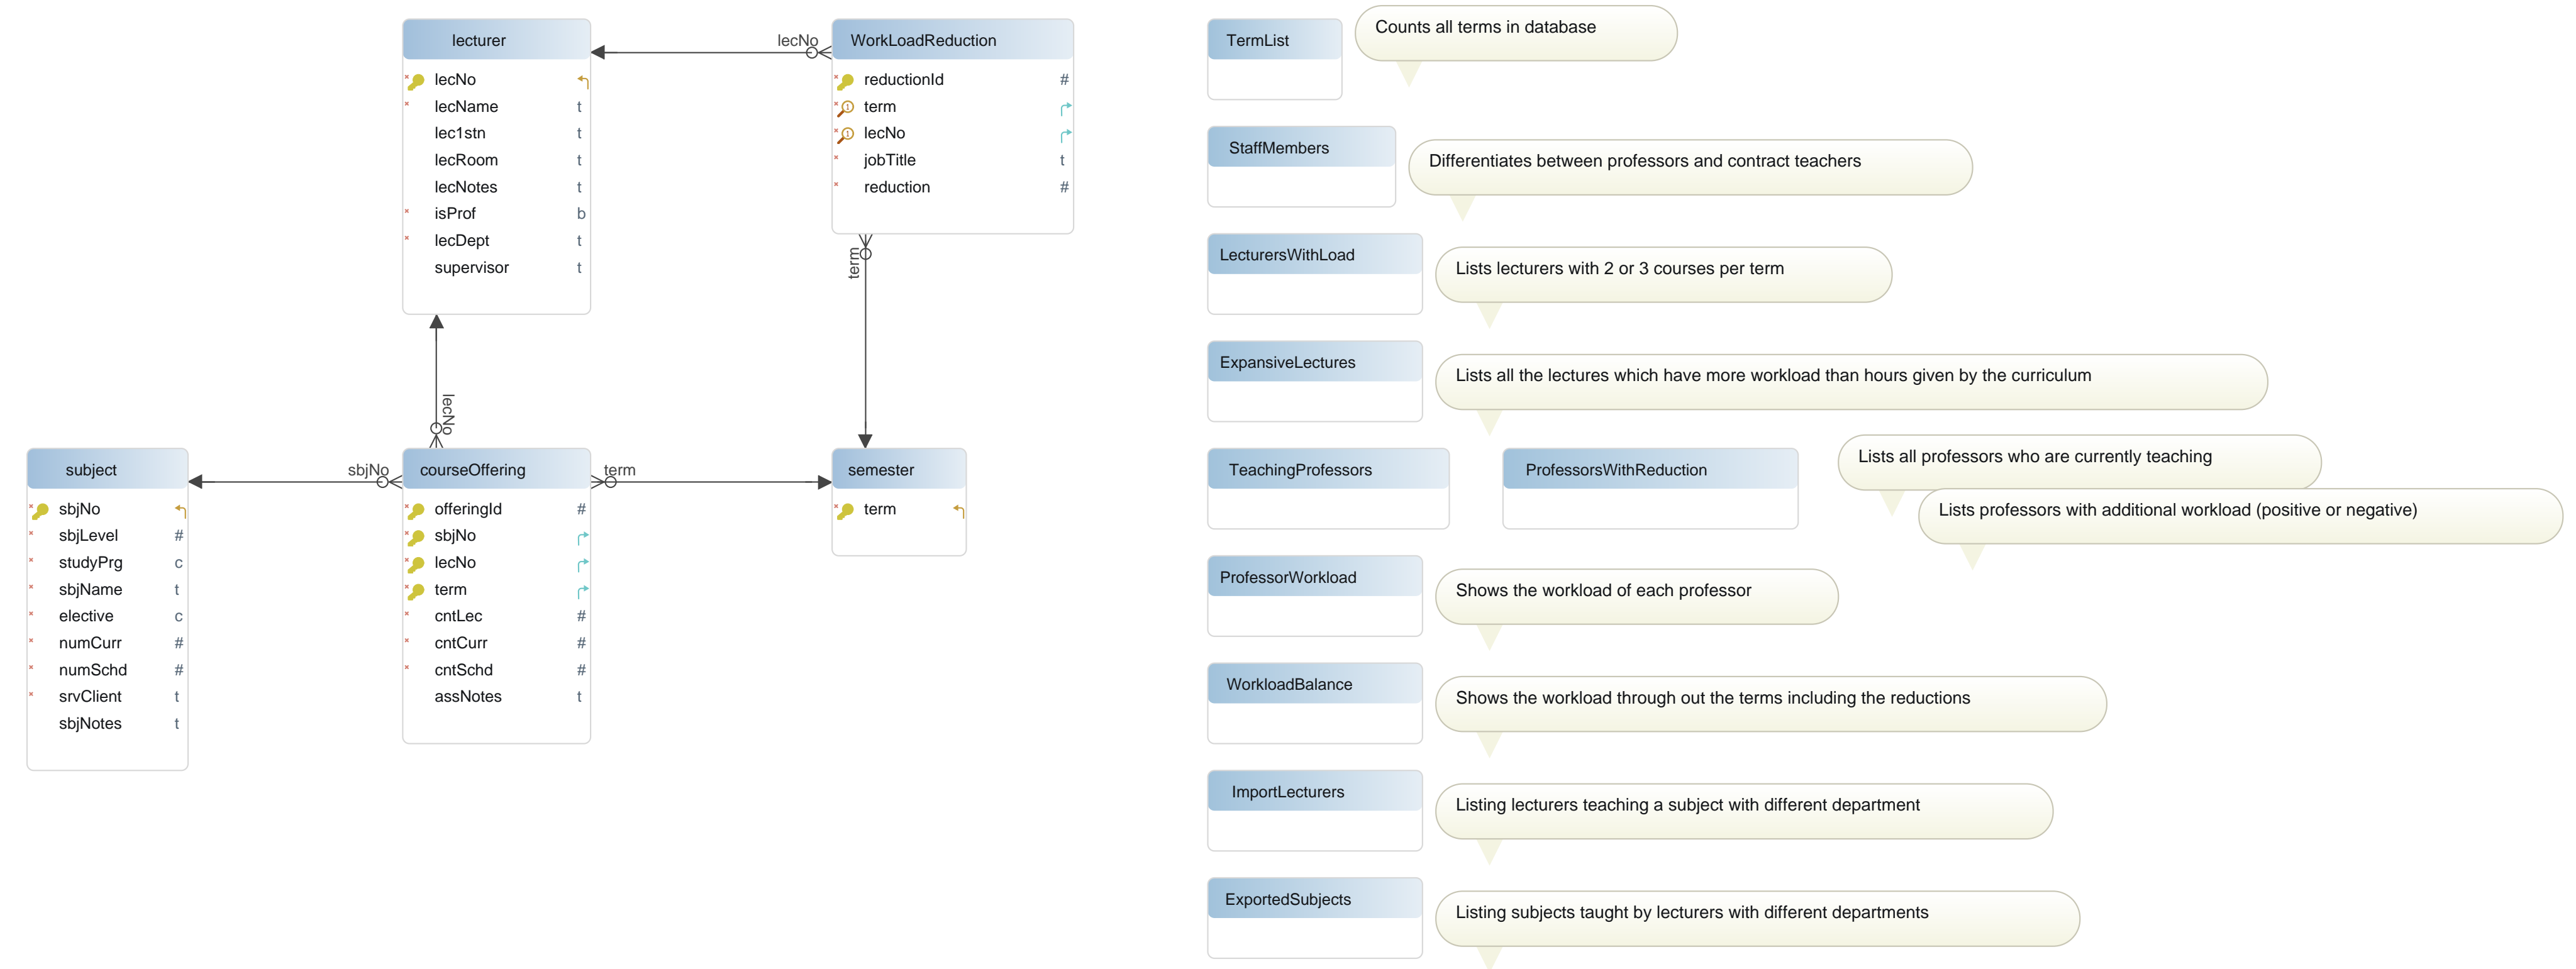 lecturer
lecNo
lecName t
lec1stn t
lecRoom t
lecNotes t
isProf b
lecDept t
supervisor t
lecNo
WorkLoadReduction
reductionId #
term
lecNo
jobTitle t
reduction #
term
lecNo
subject
sbjNo
sbjLevel #
studyPrg c
sbjName t
elective c
numCurr #
numSchd #
srvClient t
sbjNotes t
sbjNo
courseOffering
offeringId #
sbjNo
lecNo
term
cntLec #
cntCurr #
cntSchd #
assNotes t
term
semester
term
TermList
Counts all terms in database
StaffMembers
Differentiates between professors and contract teachers
LecturersWithLoad
Lists lecturers with 2 or 3 courses per term
ExpansiveLectures
Lists all the lectures which have more workload than hours given by the curriculum
TeachingProfessors
ProfessorsWithReduction
Lists all professors who are currently teaching
Lists professors with additional workload (positive or negative)
ProfessorWorkload
Shows the workload of each professor
WorkloadBalance
Shows the workload through out the terms including the reductions
ImportLecturers
Listing lecturers teaching a subject with different department
ExportedSubjects
Listing subjects taught by lecturers with different departments